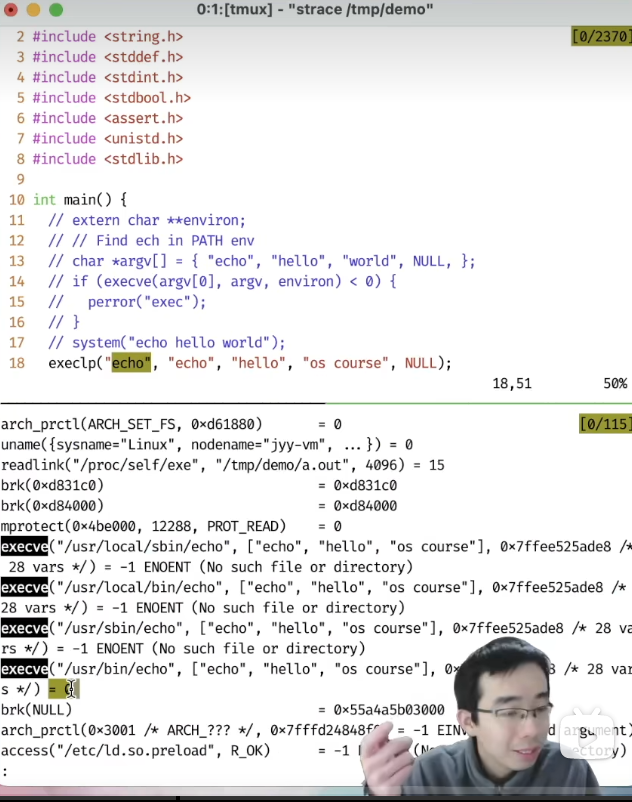 0:1:[tmux] - "strace /tmp/demo"
2 #include <string.h> [0/2370]
3 #include <stddef.h>
4 #include <stdint.h>
5 #include <stdbool.h>
6 #include <assert.h>
7 #include <unistd.h>
8 #include <stdlib.h>
9
10 int main() {
11 // extern char **environ;
12 // // Find ech in PATH env
13 // char *argv[] = { "echo", "hello", "world", NULL, };
14 // if (execve(argv[0], argv, environ) < 0) {
15 // perror("exec");
16 // }
17 // system("echo hello world");
18 execlp("echo", "echo", "hello", "os course", NULL);
18,51 50%
arch_prctl(ARCH_SET_FS, 0×d61880) = 0 [0/115]
uname({sysname="Linux", nodename="jyy-vm", ...}) = 0
readlink("/proc/self/exe", "/tmp/demo/a.out", 4096) = 15
brk(0×d831c0) = 0×d831c0
brk(0×d84000) = 0×d84000
mprotect(0×4be000, 12288, PROT_READ) = 0
execve("/usr/local/sbin/echo", ["echo", "hello", "os course"], 0×7ffee525ade8 /*
28 vars */) = -1 ENOENT (No such file or directory)
execve("/usr/local/bin/echo", ["echo", "hello", "os course"], 0×7ffee525ade8 /*
28 vars */) = -1 ENOENT (No such file or directory)
execve("/usr/sbin/echo", ["echo", "hello", "os course"], 0×7ffee525ade8 /* 28 va
rs */) = -1 ENOENT (No such file or directory)
execve("/usr/bin/echo", ["echo", "hello", "os course"], /* 28 var
s */) = 0
brk(NULL) = 0×55a4a5b03000
arch_prctl(0×3001 /* ARCH_??? */, = -1 argument)
access("/etc/ld.so.preload", R_OK) = -1
: